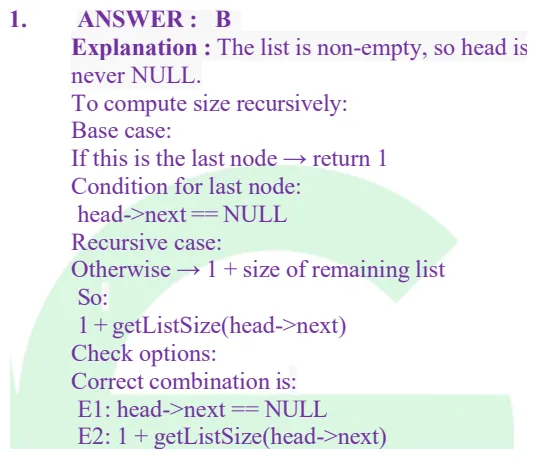 1. ANSWER : B
Explanation : The list is non-empty, so head is
never NULL.
To compute size recursively:
Base case:
If this is the last node → return 1
Condition for last node:
head->next == NULL
Recursive case:
Otherwise → 1 + size of remaining list
So:
1 + getListSize(head->next)
Check options:
Correct combination is:
E1: head->next == NULL
E2: 1 + getListSize(head->next)